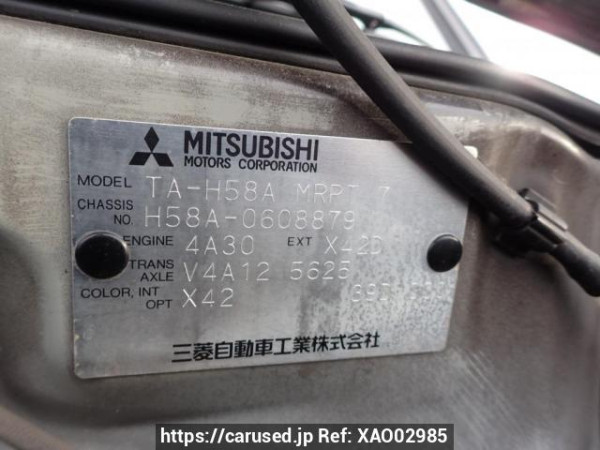 MITSUBISHI
MOTORS CORPORATION
MODEL TA-H58A MRPT 7
CHASSIS NO. H58A-0608879
ENGINE 4A30 EXT X42D
TRANS AXLE V4A12 5625
COLOR, INT OPT X42
三菱自動車工業株式会社
https://carused.jp Ref: XAO02985